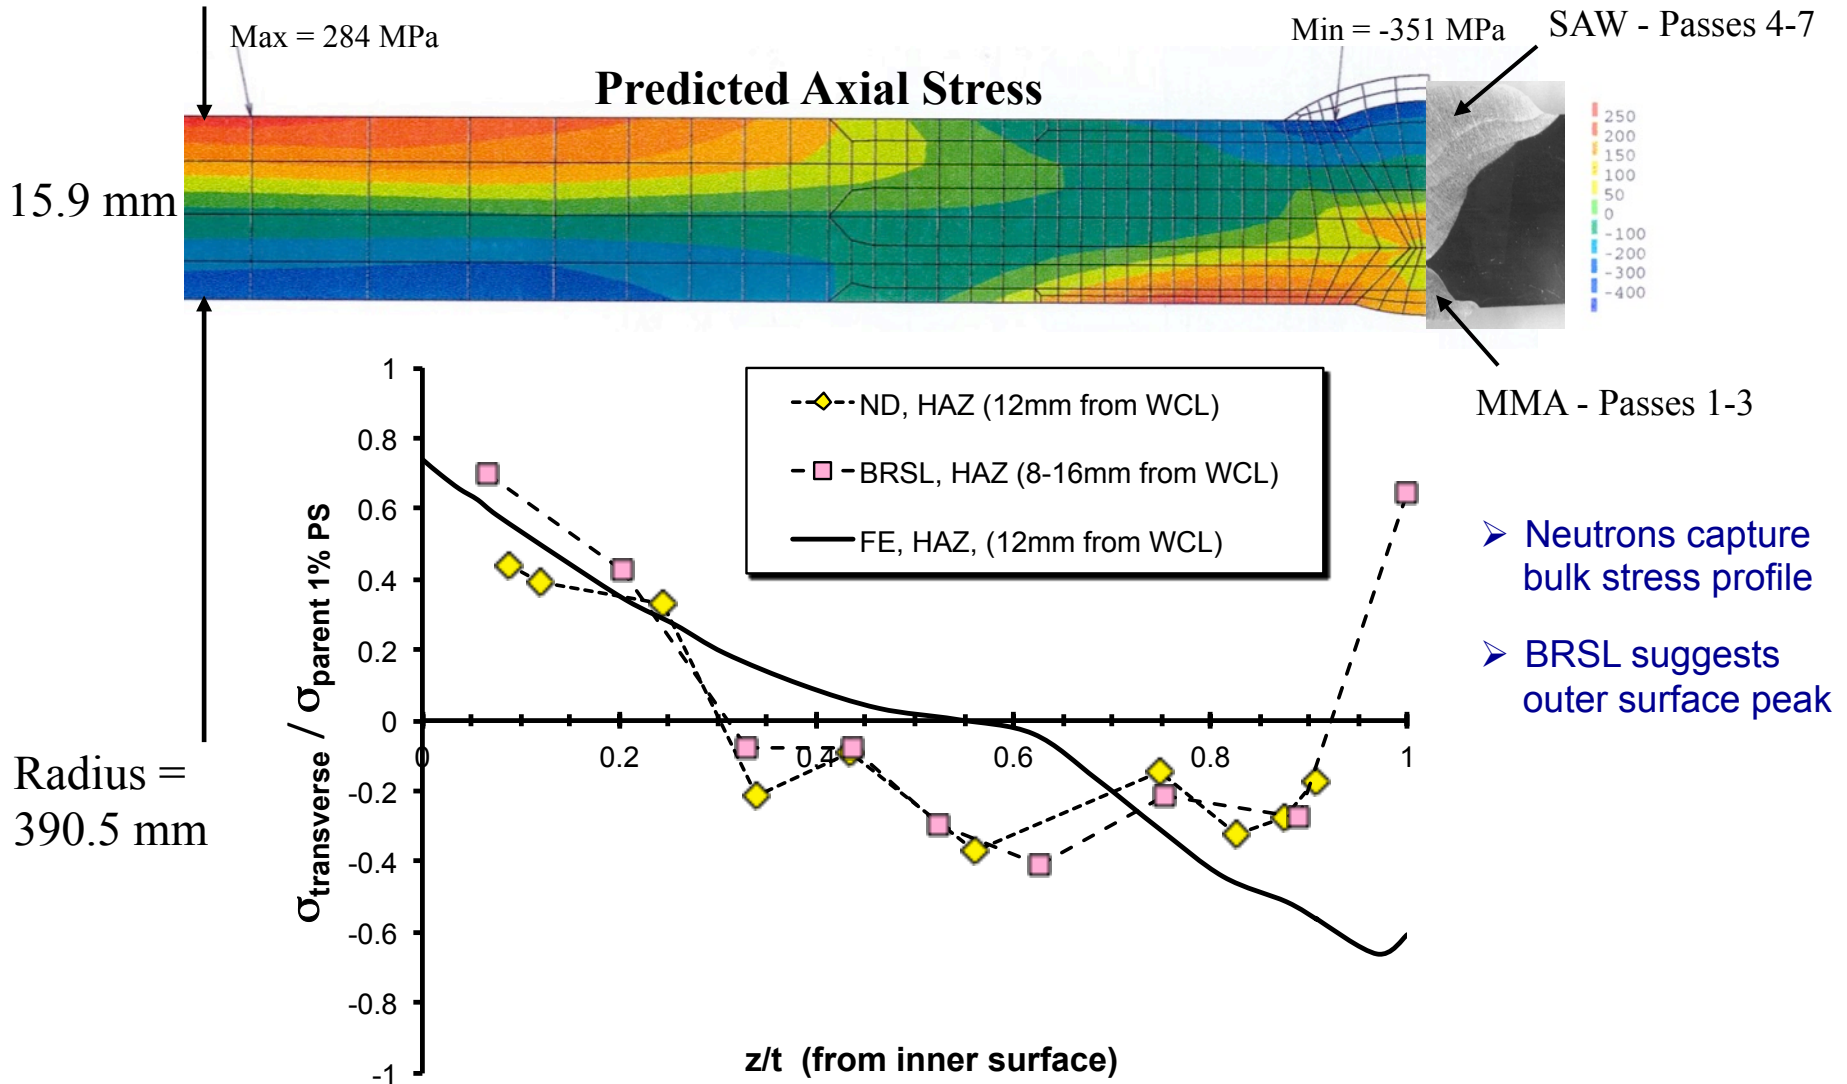 Max = 284 MPa
Min = -351 MPa
SAW - Passes 4-7
Predicted Axial Stress
15.9 mm
250
200
150
100
50
0
-100
-200
-300
-400
MMA - Passes 1-3
Radius =
390.5 mm
σtransverse / σparent 1% PS
1
0.8
0.6
0.4
0.2
0
-0.2
-0.4
-0.6
-0.8
-1
0
0.2
0.4
0.6
0.8
1
z/t (from inner surface)
ND, HAZ (12mm from WCL)
BRSL, HAZ (8-16mm from WCL)
FE, HAZ, (12mm from WCL)
➢ Neutrons capture
bulk stress profile
➢ BRSL suggests
outer surface peak